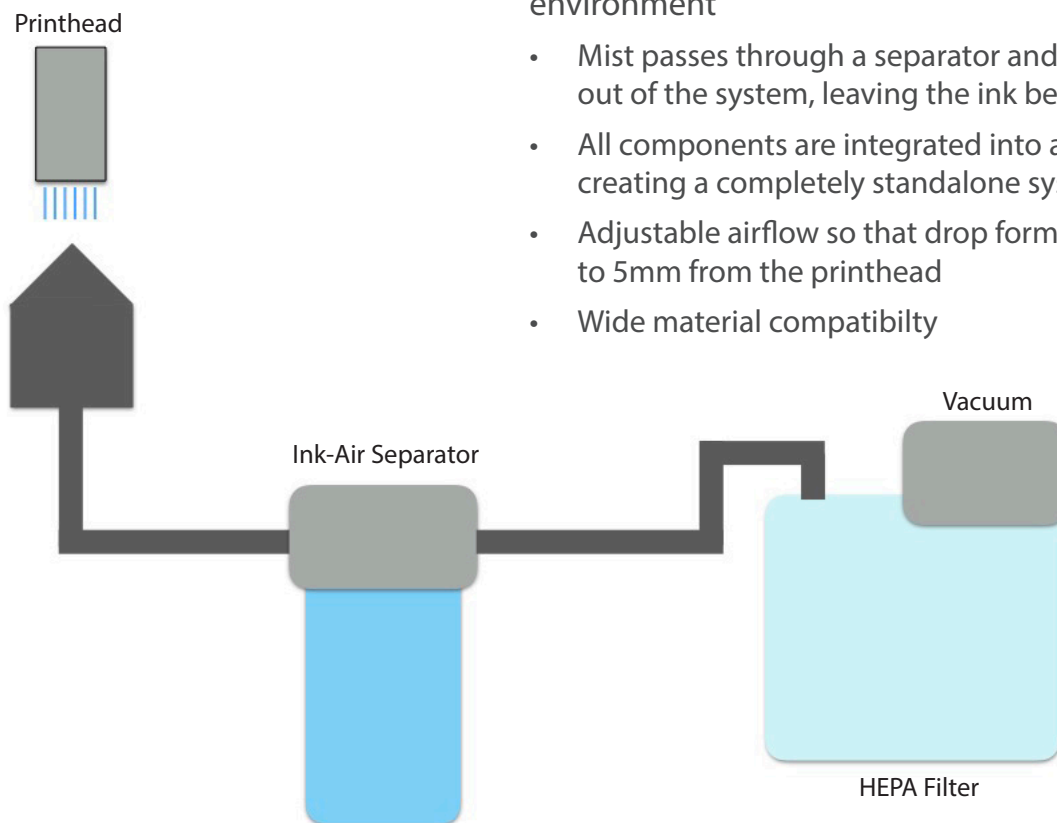 Printhead
environment
• Mist passes through a separator and
out of the system, leaving the ink be
• All components are integrated into a
creating a completely standalone sy
• Adjustable airflow so that drop form
to 5mm from the printhead
• Wide material compatibilty
Vacuum
Ink-Air Separator
HEPA Filter